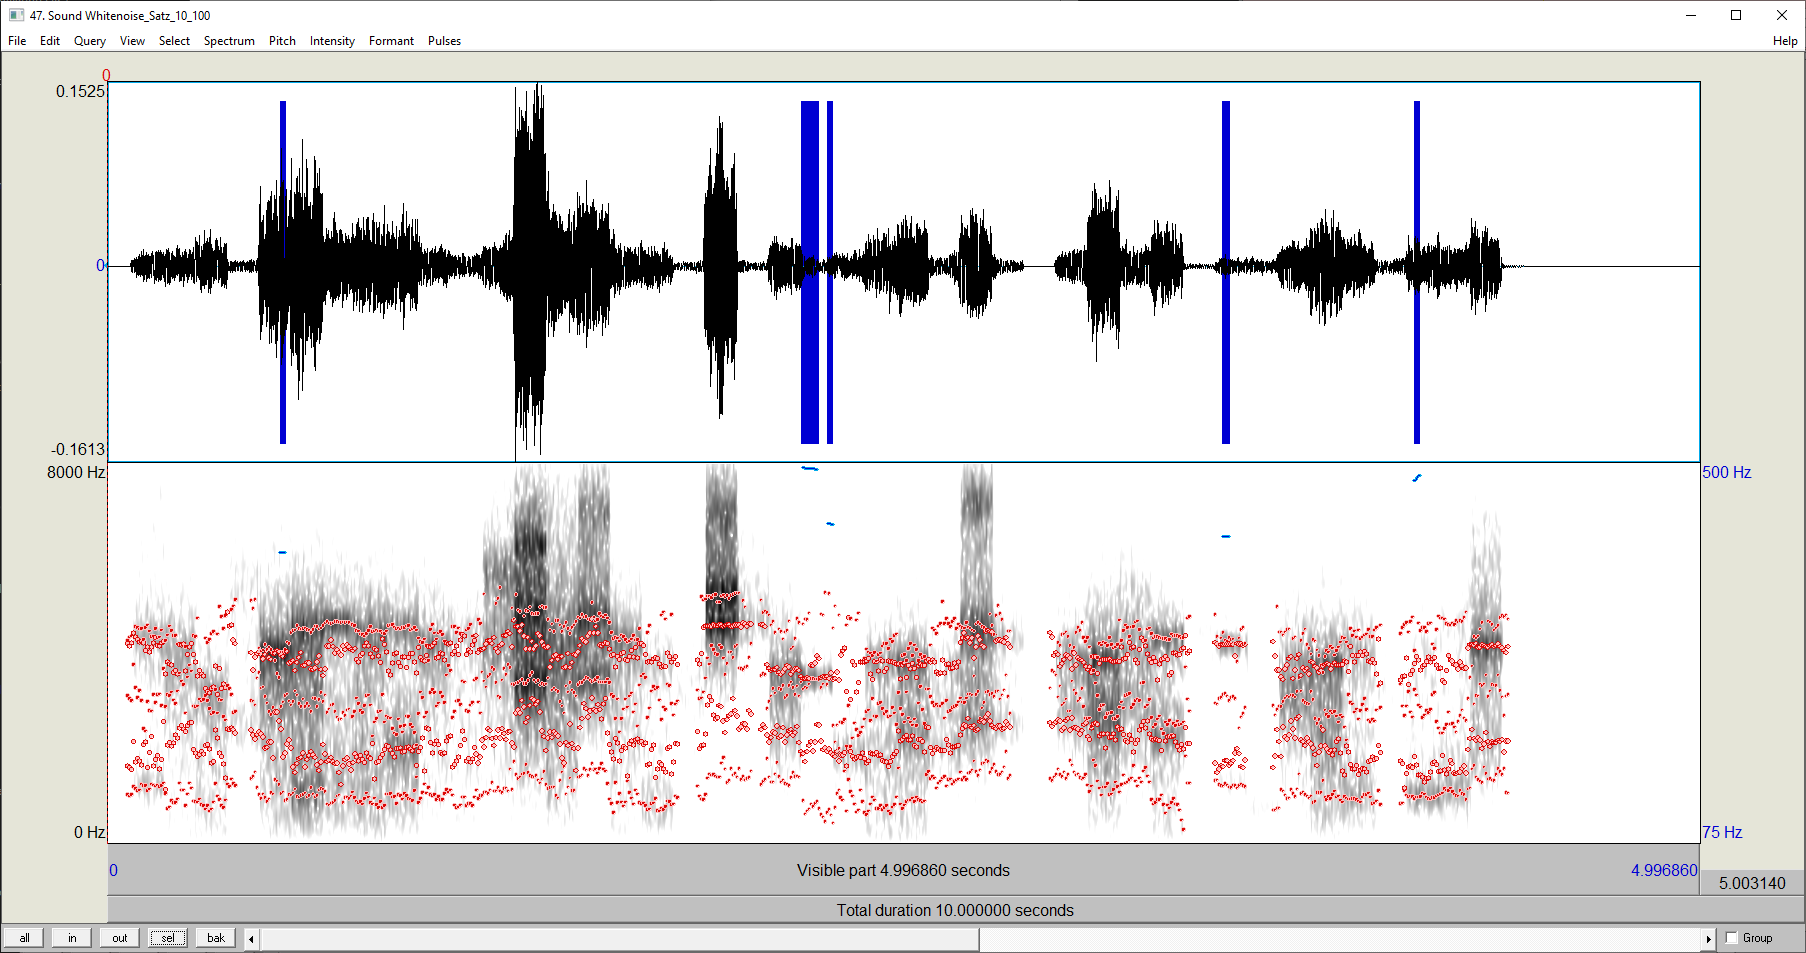 47. Sound Whitenoise_Satz_10_100
File Edit Query View Select Spectrum Pitch Intensity Formant Pulses Help
0
0.1525
0
-0.1613
8000 Hz 500 Hz
0 Hz 75 Hz
0 Visible part 4.996860 seconds 4.996860 5.003140
Total duration 10.000000 seconds
all in out sel bak Group